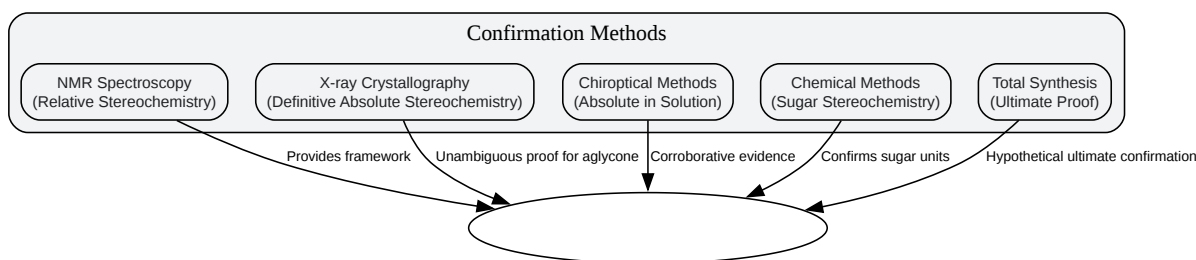 Confirmation Methods
NMR Spectroscopy
(Relative Stereochemistry)
X-ray Crystallography
(Definitive Absolute Stereochemistry)
Chiroptical Methods
(Absolute in Solution)
Chemical Methods
(Sugar Stereochemistry)
Total Synthesis
(Ultimate Proof)
Provides framework
Unambiguous proof for aglycone
Corroborative evidence
Confirms sugar units
Hypothetical ultimate confirmation